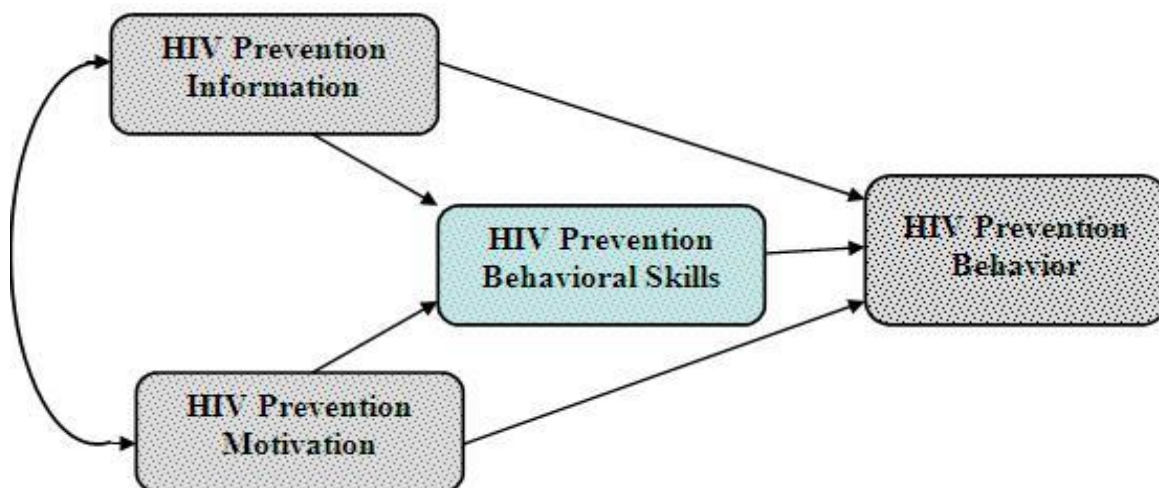 HIV Prevention
Information
HIV Prevention
Behavioral Skills
HIV Prevention
Behavior
HIV Prevention
Motivation